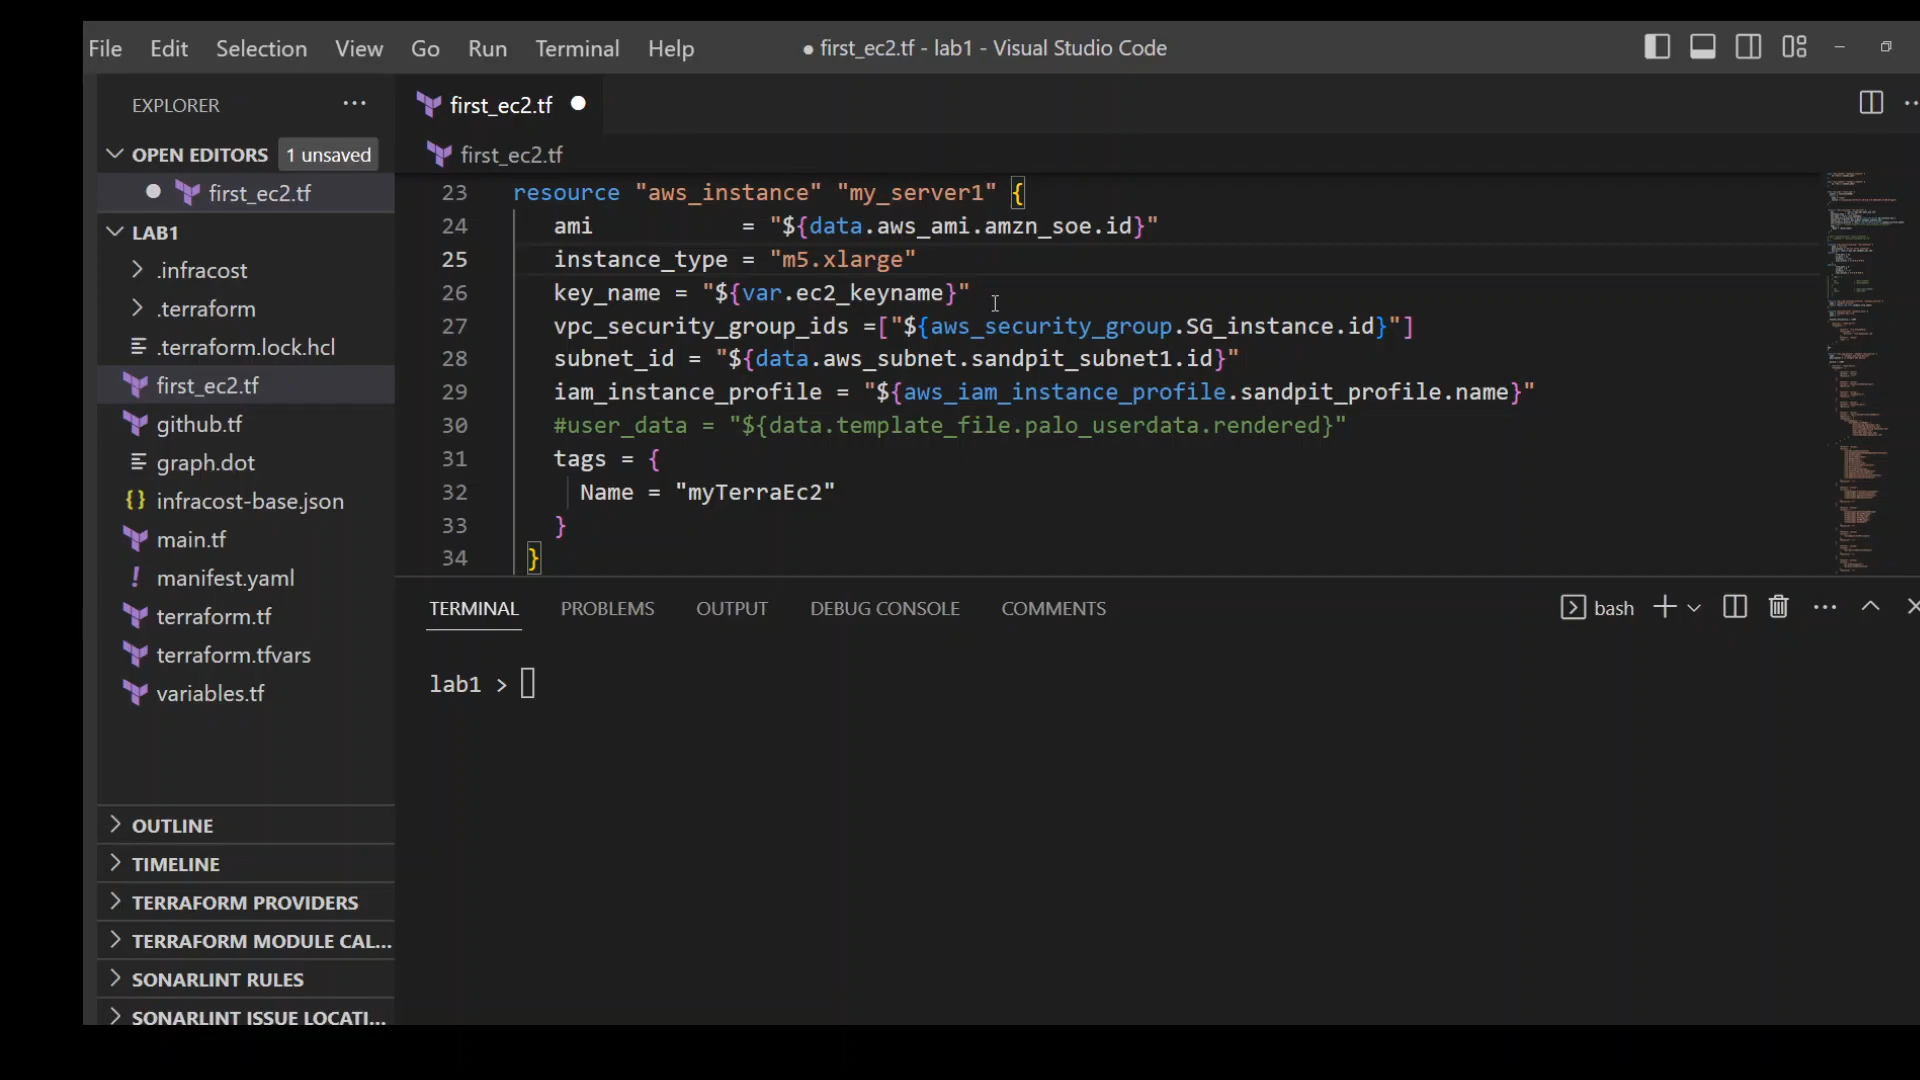 File Edit Selection View Go Run Terminal Help ● first_ec2.tf - lab1 - Visual Studio Code
EXPLORER ···
first_ec2.tf ●
OPEN EDITORS 1 unsaved
● first_ec2.tf
LAB1
.infracost
.terraform
.terraform.lock.hcl
first_ec2.tf
github.tf
graph.dot
{} infracost-base.json
main.tf
! manifest.yaml
terraform.tf
terraform.tfvars
variables.tf
OUTLINE
TIMELINE
TERRAFORM PROVIDERS
TERRAFORM MODULE CAL...
SONARLINT RULES
SONARLINT ISSUE LOCATI...
first_ec2.tf
23 resource "aws_instance" "my_server1" {
24 ami = "${data.aws_ami.amzn_soe.id}"
25 instance_type = "m5.xlarge"
26 key_name = "${var.ec2_keyname}"
27 vpc_security_group_ids =["${aws_security_group.SG_instance.id}"]
28 subnet_id = "${data.aws_subnet.sandpit_subnet1.id}"
29 iam_instance_profile = "${aws_iam_instance_profile.sandpit_profile.name}"
30 #user_data = "${data.template_file.palo_userdata.rendered}"
31 tags = {
32 Name = "myTerraEc2"
33 }
34 }
TERMINAL PROBLEMS OUTPUT DEBUG CONSOLE COMMENTS bash
lab1 >